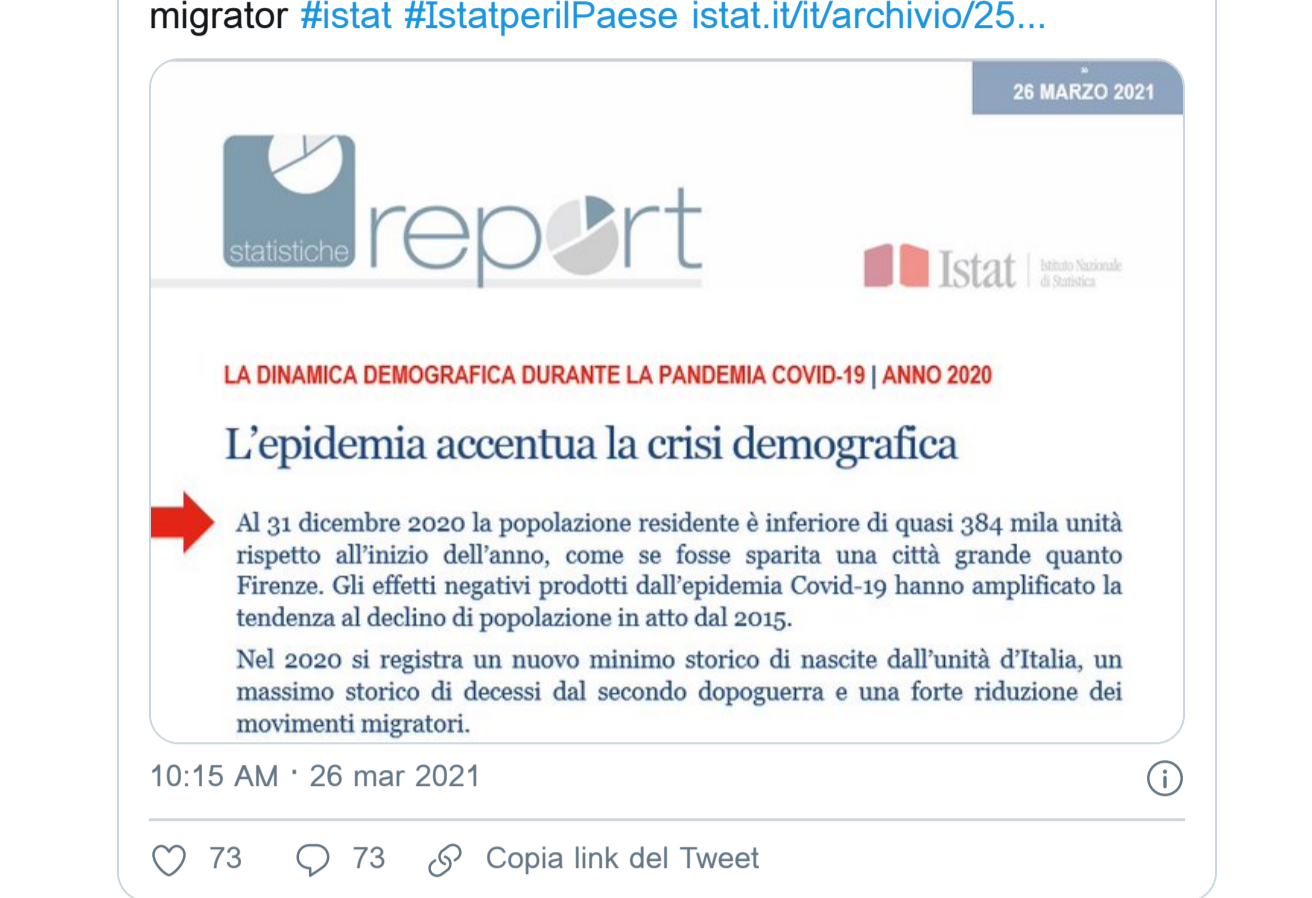 migrator #istat #IstatperilPaese istat.it/it/archivio/25...
26 MARZO 2021
statistiche
report
Istat
Istituto Nazionale
di Statistica
LA DINAMICA DEMOGRAFICA DURANTE LA PANDEMIA COVID-19 | ANNO 2020
L'epidemia accentua la crisi demografica
Al 31 dicembre 2020 la popolazione residente è inferiore di quasi 384 mila unità
rispetto all'inizio dell'anno, come se fosse sparita una città grande quanto
Firenze. Gli effetti negativi prodotti dall'epidemia Covid-19 hanno amplificato la
tendenza al declino di popolazione in atto dal 2015.
Nel 2020 si registra un nuovo minimo storico di nascite dall'unità d'Italia, un
massimo storico di decessi dal secondo dopoguerra e una forte riduzione dei
movimenti migratori.
10:15 AM · 26 mar 2021
73 73 Copia link del Tweet